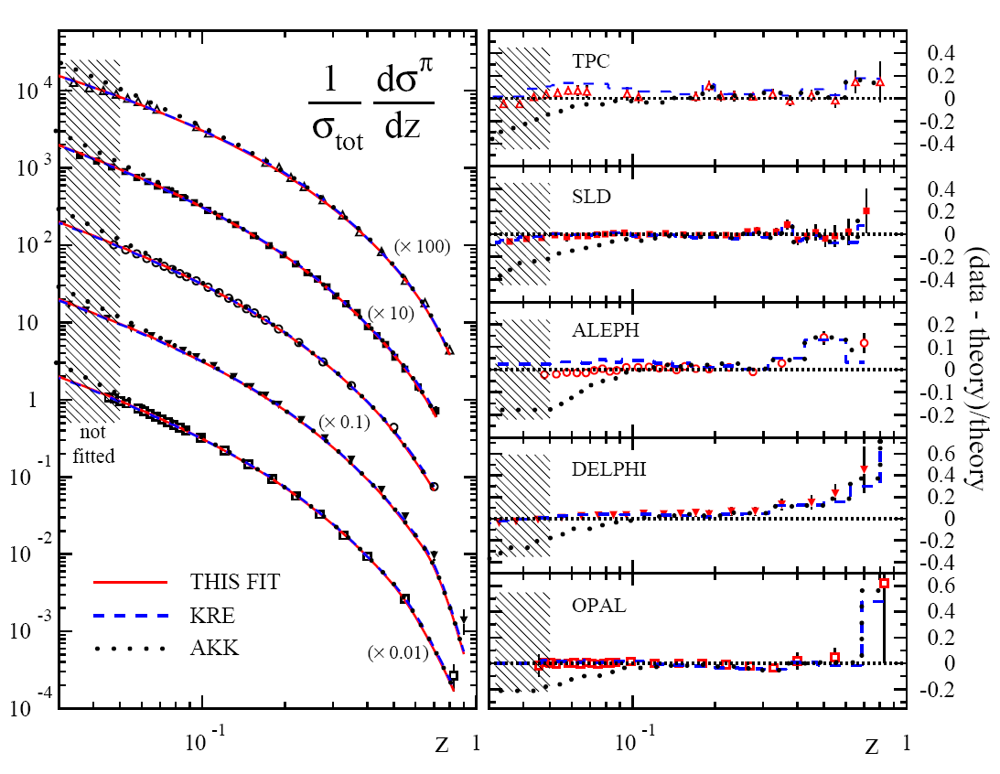 1
σtot
dσπ
dz
10 4
10 3
10 2
10
1
10 -1
10 -2
10 -3
10 -4
(× 100)
(× 10)
(× 0.1)
(× 0.01)
not
fitted
THIS FIT
KRE
AKK
10 -1
z
1
TPC
0.4
0.2
0
-0.2
-0.4
SLD
0.4
0.2
0
-0.2
-0.4
ALEPH
0.2
0.1
0
-0.1
-0.2
DELPHI
0.6
0.4
0.2
0
-0.2
-0.4
OPAL
0.6
0.4
0.2
0
-0.2
10 -1
z
1
(data - theory)/theory